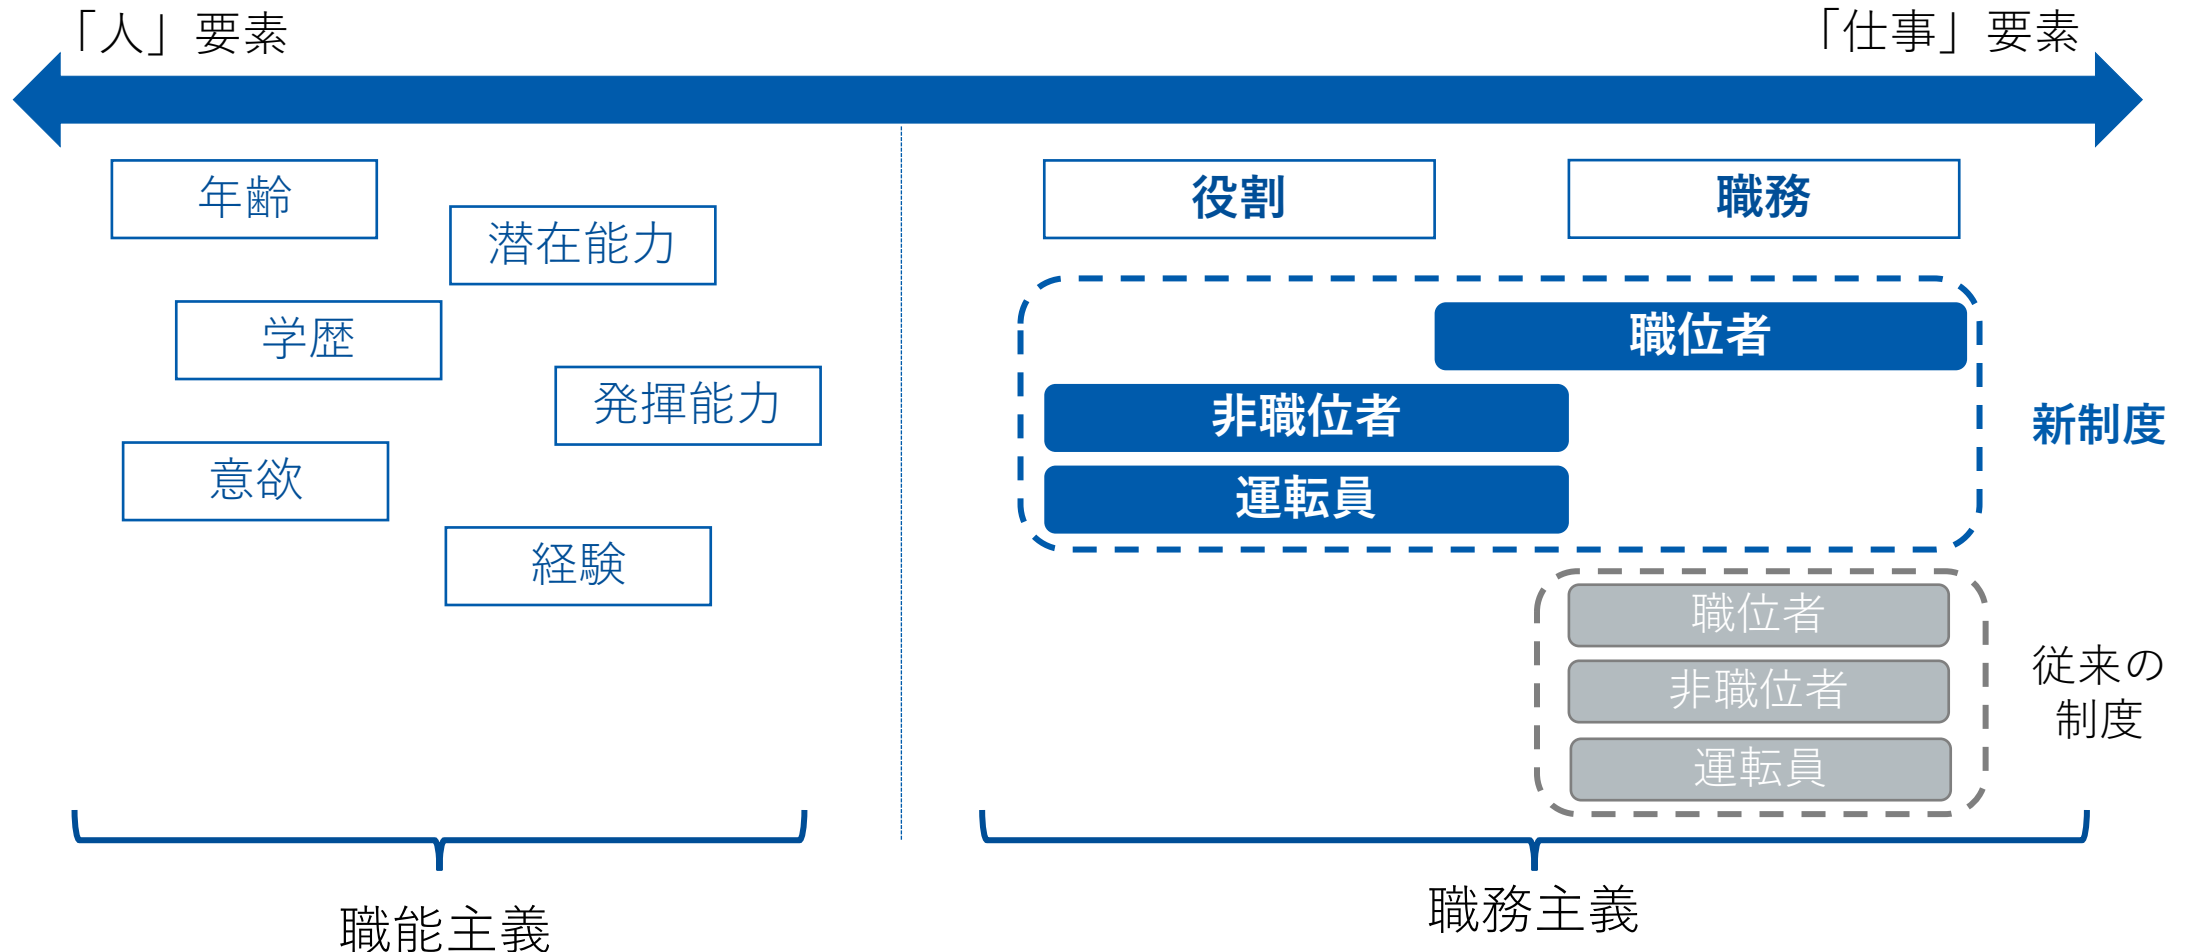 「人」要素
「仕事」要素
年齢
潜在能力
学歴
発揮能力
意欲
経験
役割
職務
職位者
非職位者
運転員
新制度
職位者
非職位者
運転員
従来の
制度
職能主義
職務主義